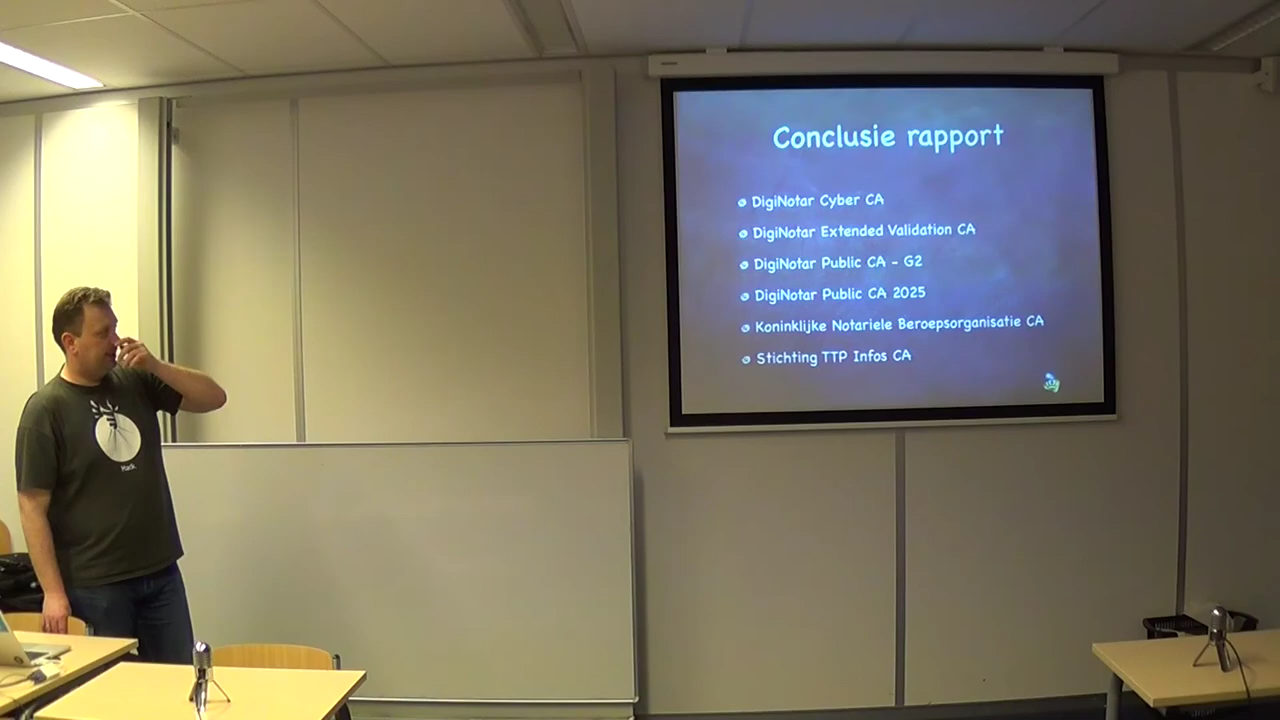 Conclusie rapport
DigiNotar Cyber CA
DigiNotar Extended Validation CA
DigiNotar Public CA - G2
DigiNotar Public CA 2025
Koninklijke Notariele Beroepsorganisatie CA
Stichting TTP Infos CA
Hack.